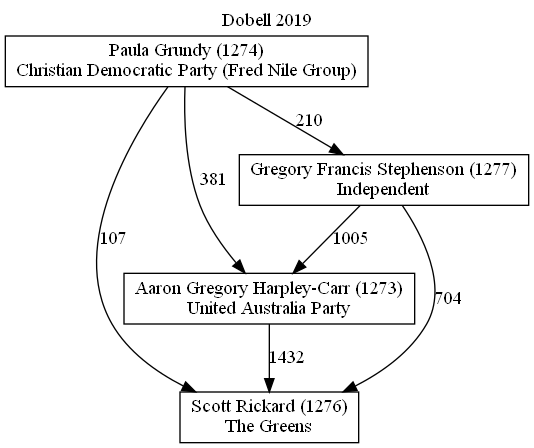 Dobell 2019
Paula Grundy (1274)
Christian Democratic Party (Fred Nile Group)
210
Gregory Francis Stephenson (1277)
Independent
381
107
1005
Aaron Gregory Harpley-Carr (1273)
United Australia Party
704
1432
Scott Rickard (1276)
The Greens